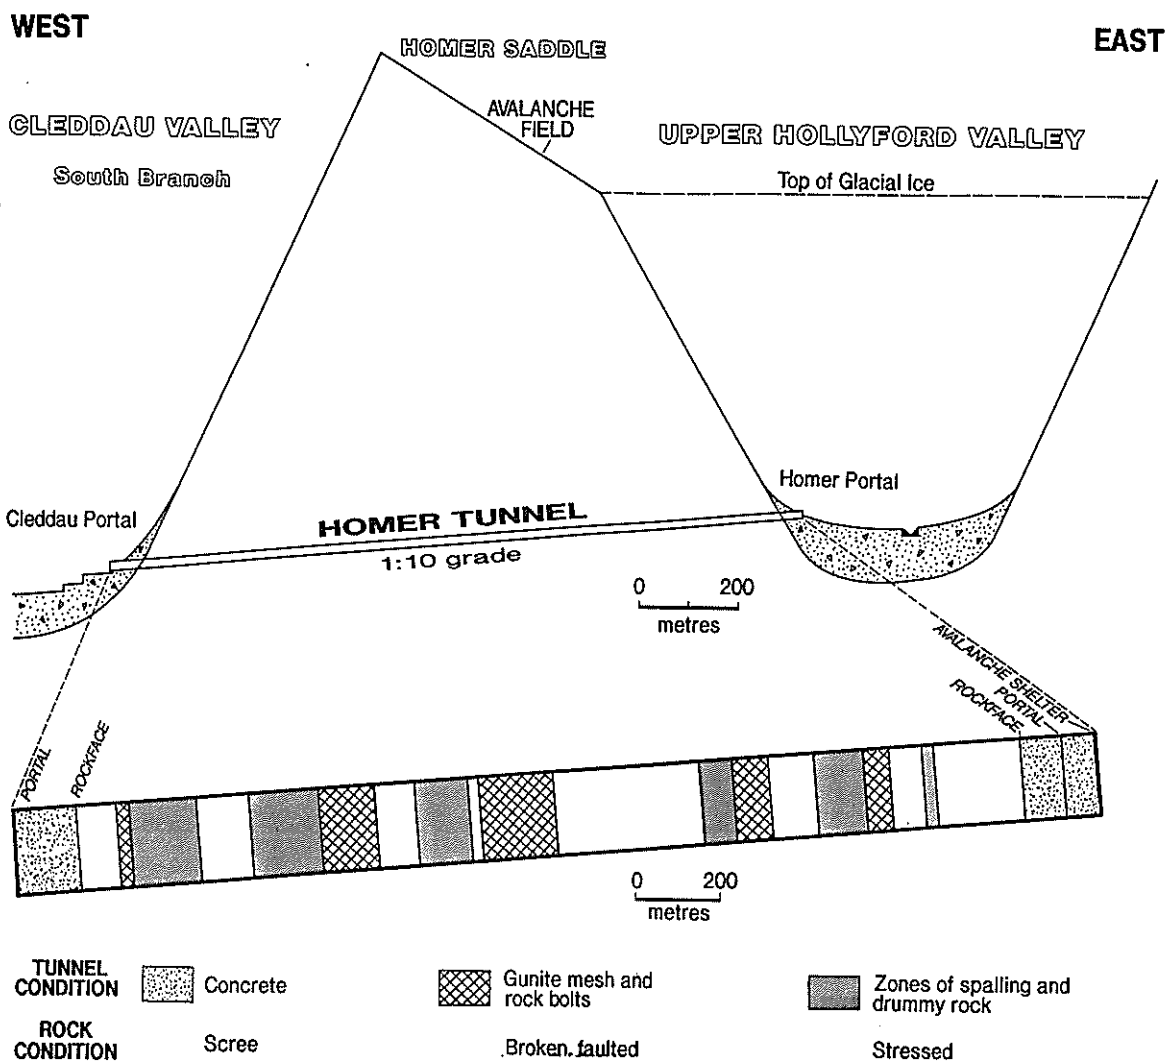 WEST
EAST
HOMER SADDLE
CLEDDAU VALLEY
South Branch
AVALANCHE
FIELD
UPPER HOLLYFORD VALLEY
Top of Glacial Ice
Cleddau Portal
HOMER TUNNEL
1:10 grade
Homer Portal
0 200
metres
PORTAL
ROCKFACE
AVALANCHE SHELTER
PORTAL
ROCKFACE
0 200
metres
TUNNEL
CONDITION
Concrete
Gunite mesh and
rock bolts
Zones of spalling and
drummy rock
ROCK
CONDITION
Scree
Broken, faulted
Stressed